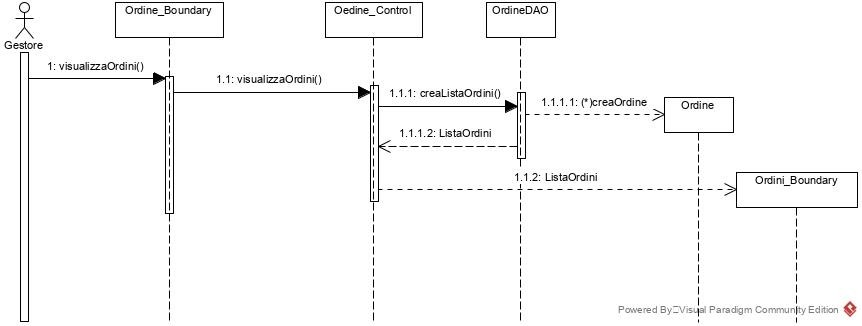 Ordine_Boundary
Oedine_Control
OrdineDAO
Gestore
1: visualizzaOrdini()
1.1: visualizzaOrdini()
1.1.1: creaListaOrdini()
1.1.1.1: (*)creaOrdine
Ordine
1.1.1.2: ListaOrdini
1.1.2: ListaOrdini
Ordini_Boundary
Powered By Visual Paradigm Community Edition